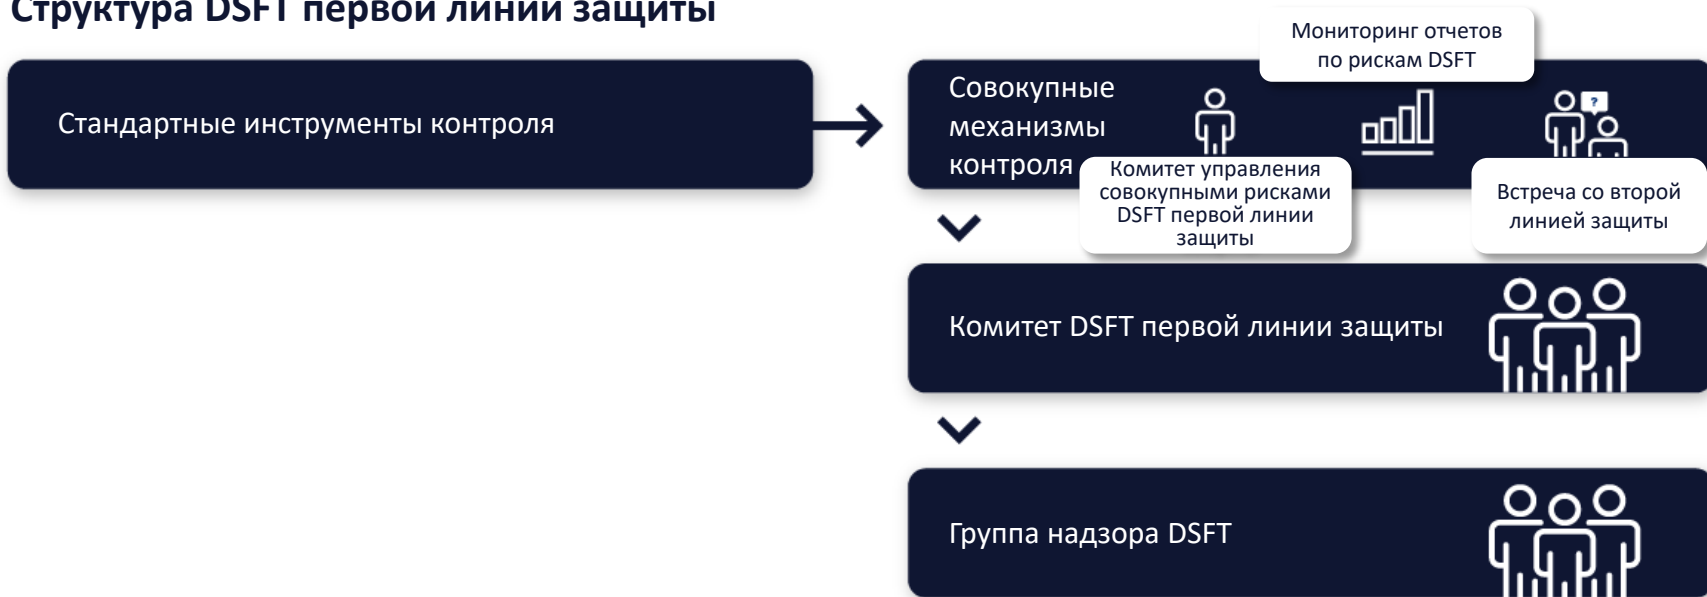 Структура DSFT первой линии защиты
Мониторинг отчетов
по рискам DSFT
Стандартные инструменты контроля
Совокупные
механизмы
контроля
?
Комитет управления
совокупными рисками
DSFT первой линии
защиты
Встреча со второй
линией защиты
Комитет DSFT первой линии защиты
Группа надзора DSFT